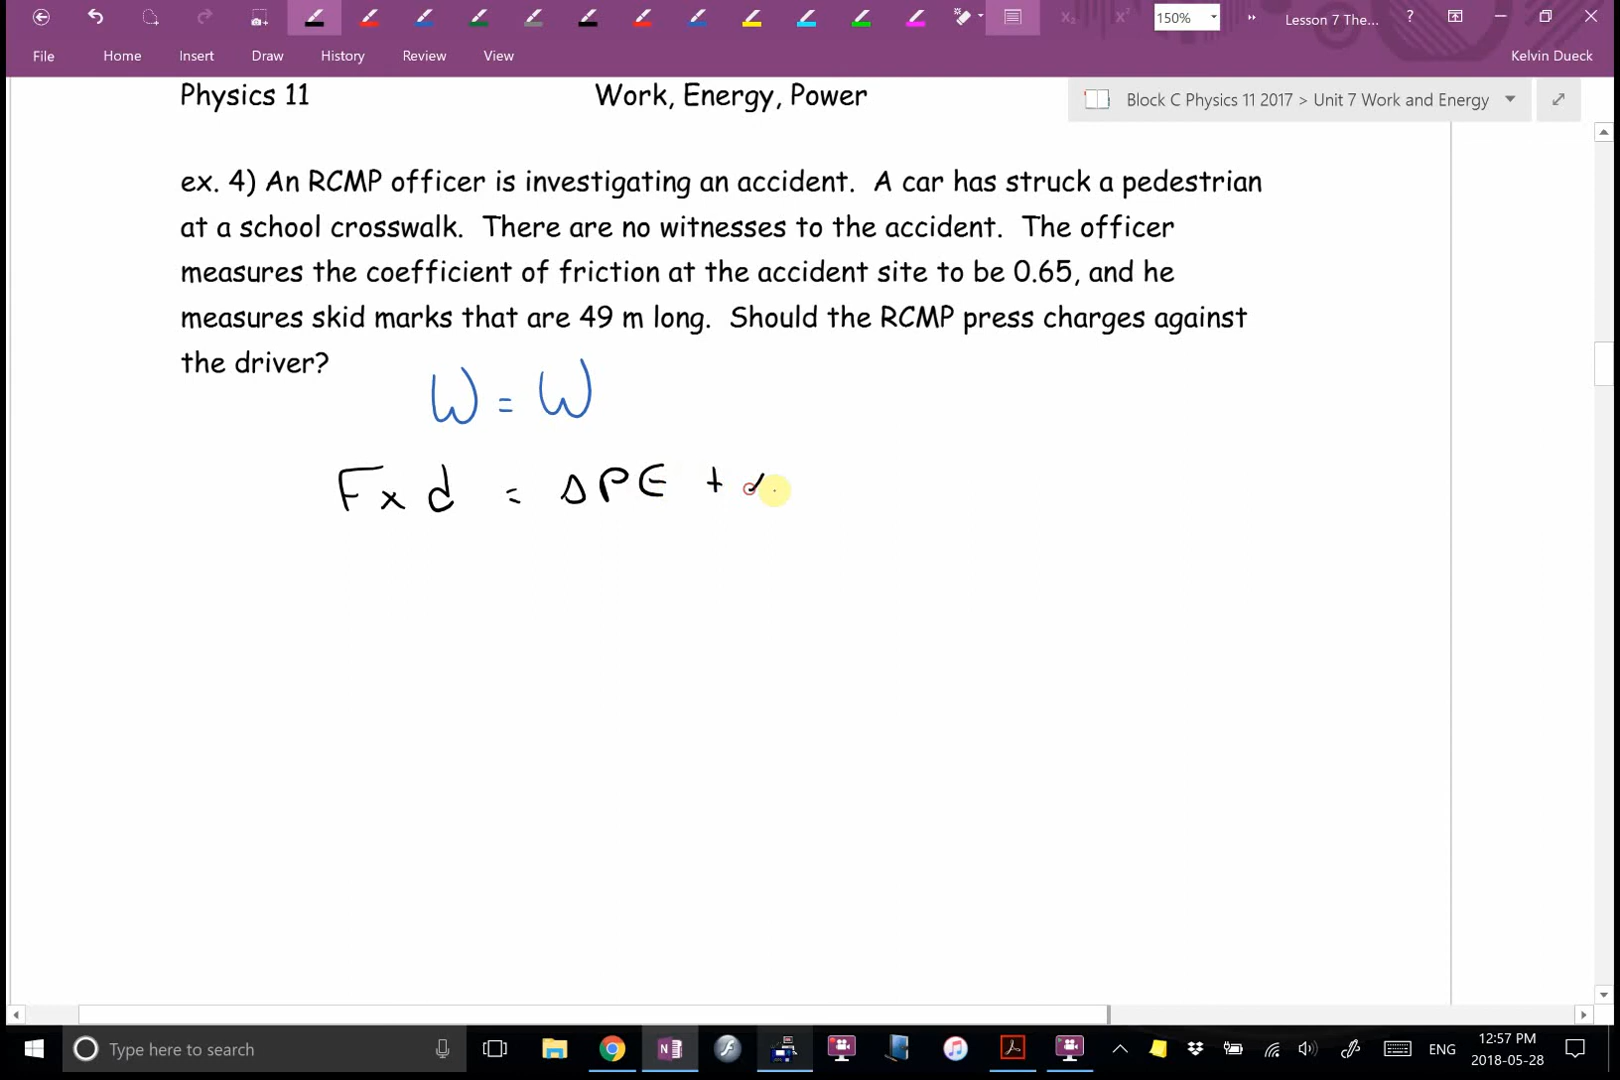 150%
Lesson 7 The...
?
File Home Insert Draw History Review View
Kelvin Dueck
Physics 11 Work, Energy, Power
Block C Physics 11 2017 > Unit 7 Work and Energy
ex. 4) An RCMP officer is investigating an accident. A car has struck a pedestrian
at a school crosswalk. There are no witnesses to the accident. The officer
measures the coefficient of friction at the accident site to be 0.65, and he
measures skid marks that are 49 m long. Should the RCMP press charges against
the driver?
W = W
F x d = ΔPE +
Type here to search
ENG
12:57 PM
2018-05-28